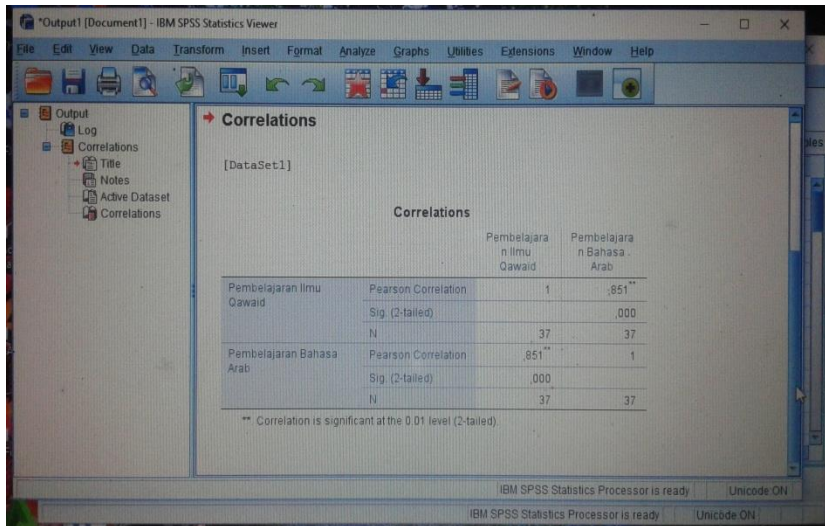 *Output1 [Document1] - IBM SPSS Statistics Viewer
File Edit View Data Transform Insert Format Analyze Graphs Utilities Extensions Window Help
Output
Log
Correlations
Title
Notes
Active Dataset
Correlations
Correlations
[DataSet1]
Correlations
Pembelajara
n Ilmu
Qawaid
Pembelajara
n Bahasa
Arab
Pembelajaran Ilmu
Qawaid
Pearson Correlation 1 ,851**
Sig. (2-tailed) ,000
N 37 37
Pembelajaran Bahasa
Arab
Pearson Correlation ,851** 1
Sig. (2-tailed) ,000
N 37 37
** Correlation is significant at the 0.01 level (2-tailed)
IBM SPSS Statistics Processor is ready Unicode:ON
IBM SPSS Statistics Processor is ready Unicode:ON